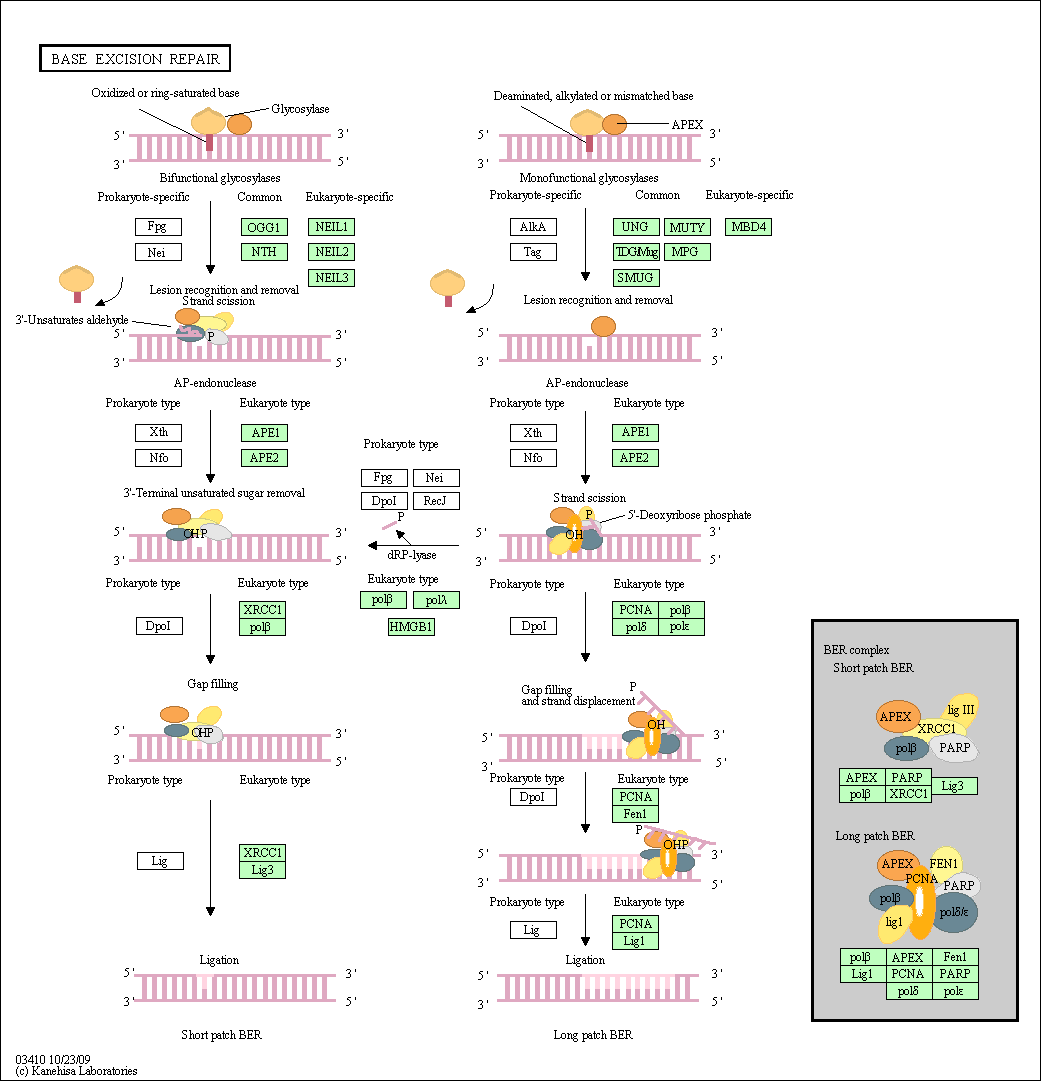 BASE EXCISION REPAIR
Oxidized or ring-saturated base
Glycosylase
5'
3'
3'
5'
Bifunctional glycosylases
Prokaryote-specific
Common
Eukaryote-specific
Fpg
OGG1
NEIL1
Nei
NTH
NEIL2
NEIL3
Lesion recognition and removal
Strand scission
3'-Unsaturates aldehyde
P
5'
3'
3'
5'
AP-endonuclease
Prokaryote type
Eukaryote type
Xth
APE1
Nfo
APE2
3'-Terminal unsaturated sugar removal
OHP
5'
3'
3'
5'
Prokaryote type
Eukaryote type
XRCC1
DpoI
polβ
Gap filling
OHP
5'
3'
3'
5'
Prokaryote type
Eukaryote type
XRCC1
Lig
Lig3
Ligation
5'
3'
3'
5'
Short patch BER
Prokaryote type
Fpg
Nei
DpoI
RecJ
P
dRP-lyase
Eukaryote type
polβ
polλ
HMGB1
Deaminated, alkylated or mismatched base
APEX
5'
3'
3'
5'
Monofunctional glycosylases
Prokaryote-specific
Common
Eukaryote-specific
AlkA
UNG
MUTY
MBD4
Tag
TDG/Mug
MPG
SMUG
Lesion recognition and removal
5'
3'
3'
5'
AP-endonuclease
Prokaryote type
Eukaryote type
Xth
APE1
Nfo
APE2
Strand scission
P
5'-Deoxyribose phosphate
OH
5'
3'
3'
5'
Prokaryote type
Eukaryote type
PCNA
polβ
DpoI
polδ
polε
Gap filling
and strand displacement
P
OH
5'
3'
3'
5'
Prokaryote type
Eukaryote type
DpoI
PCNA
Fen1
P
OHP
5'
3'
3'
5'
Prokaryote type
Eukaryote type
PCNA
Lig
Lig1
Ligation
5'
3'
3'
5'
Long patch BER
BER complex
Short patch BER
lig III
APEX
XRCC1
polβ
PARP
APEX
PARP
Lig3
polβ
XRCC1
Long patch BER
APEX
FEN1
PCNA
PARP
polβ
polδ/ε
lig1
polβ
APEX
Fen1
Lig1
PCNA
PARP
polδ
polε
03410 10/23/09
(c) Kanehisa Laboratories